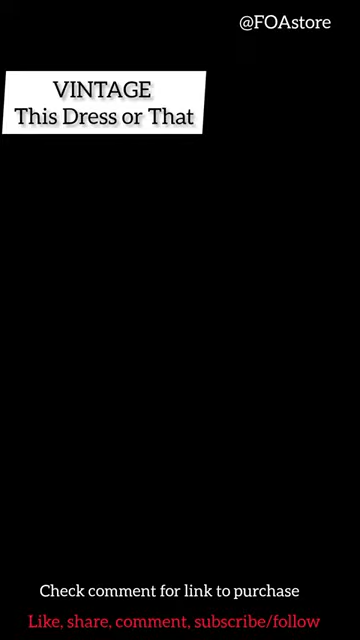 @FOAstore
VINTAGE
This Dress or That
Check comment for link to purchase
Like, share, comment, subscribe/follow